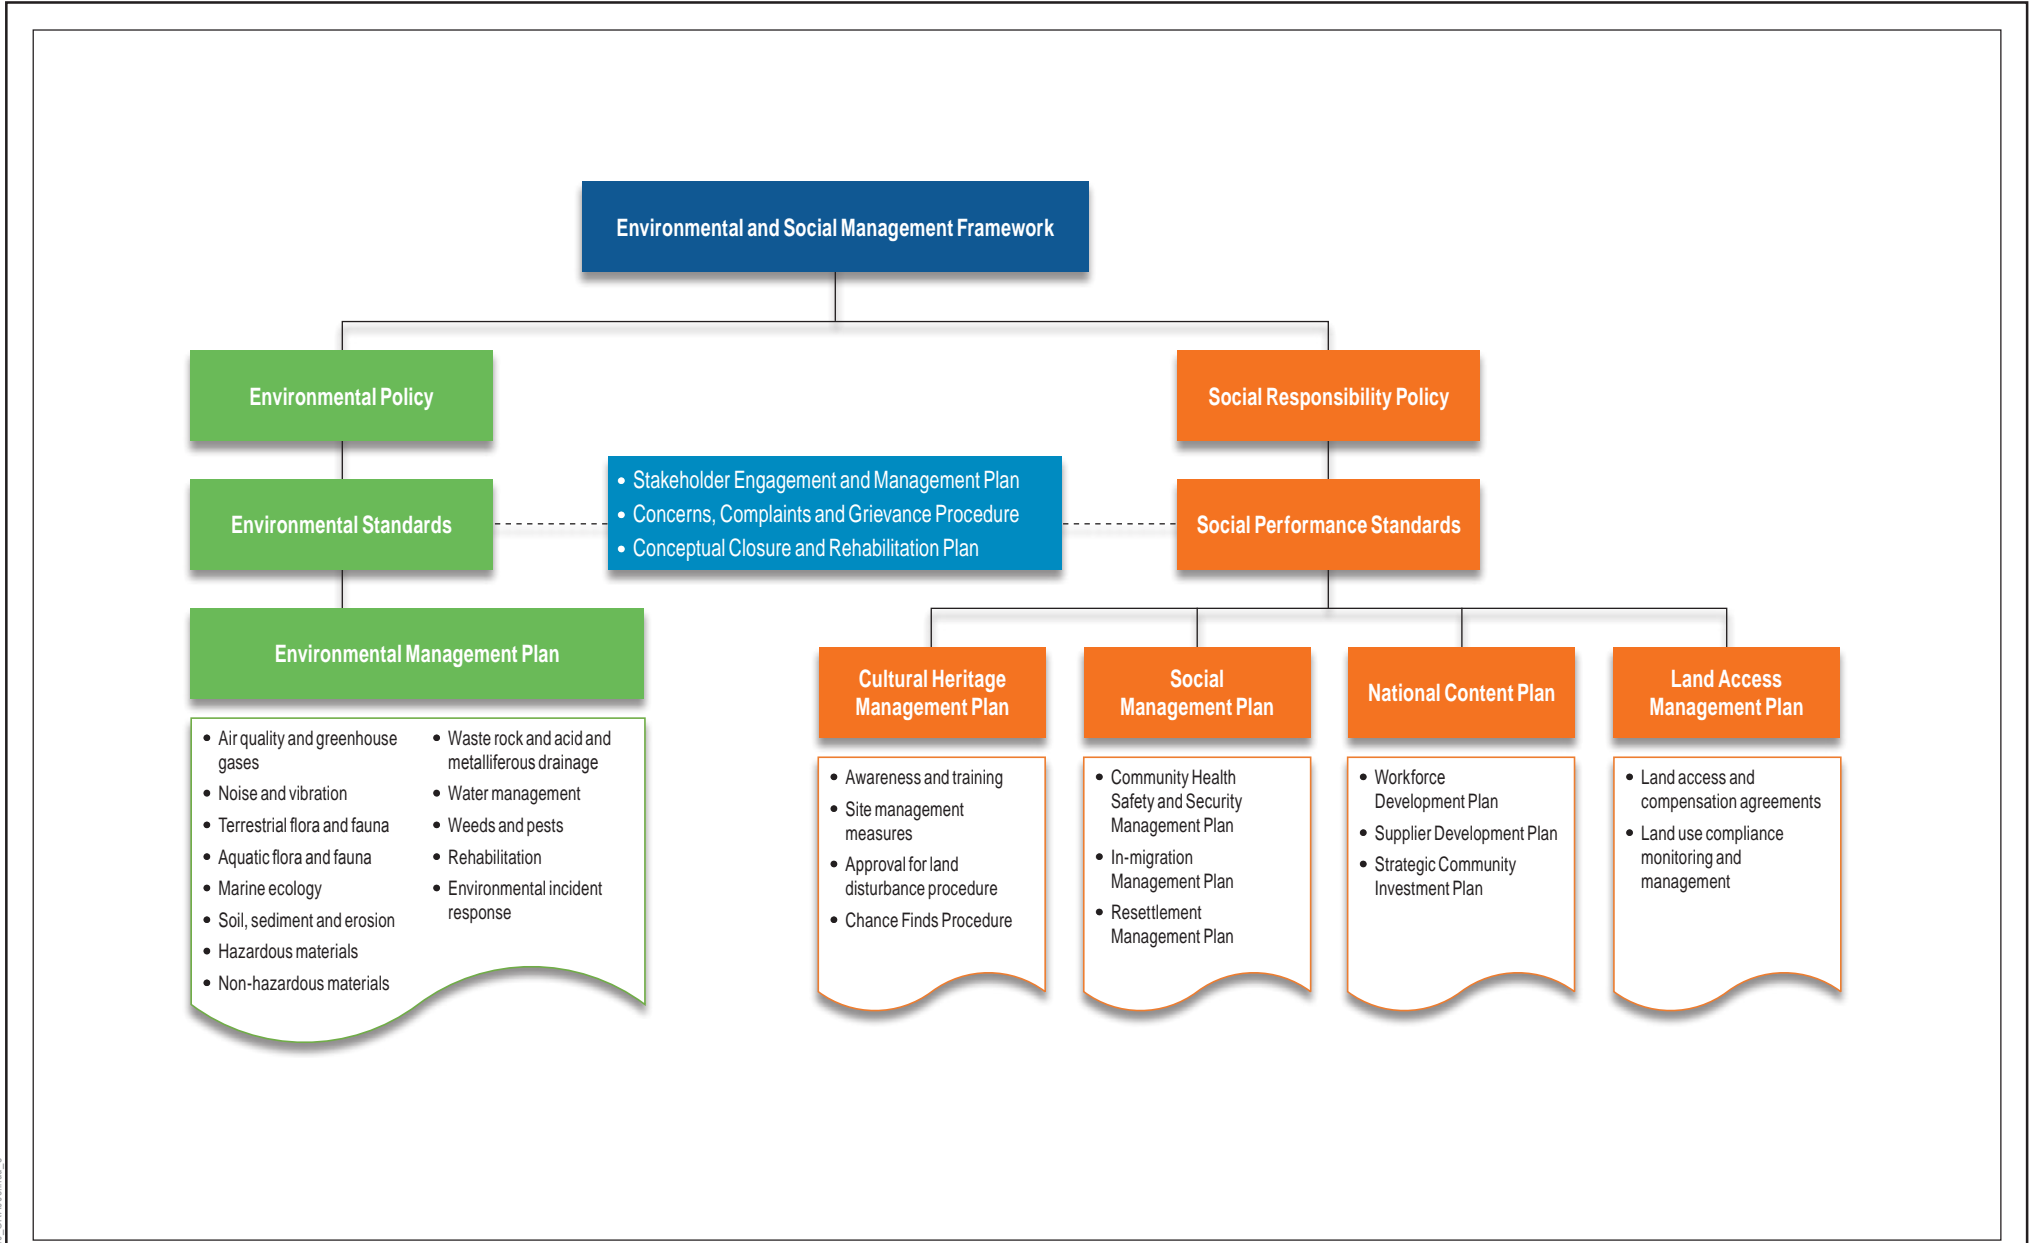 Environmental and Social Management Framework
Environmental Policy
Social Responsibility Policy
Environmental Standards
• Stakeholder Engagement and Management Plan
• Concerns, Complaints and Grievance Procedure
• Conceptual Closure and Rehabilitation Plan
Social Performance Standards
Environmental Management Plan
• Air quality and greenhouse
gases
• Noise and vibration
• Terrestrial flora and fauna
• Aquatic flora and fauna
• Marine ecology
• Soil, sediment and erosion
• Hazardous materials
• Non-hazardous materials
• Waste rock and acid and
metalliferous drainage
• Water management
• Weeds and pests
• Rehabilitation
• Environmental incident
response
Cultural Heritage
Management Plan
• Awareness and training
• Site management
measures
• Approval for land
disturbance procedure
• Chance Finds Procedure
Social
Management Plan
• Community Health
Safety and Security
Management Plan
• In-migration
Management Plan
• Resettlement
Management Plan
National Content Plan
• Workforce
Development Plan
• Supplier Development Plan
• Strategic Community
Investment Plan
Land Access
Management Plan
• Land access and
compensation agreements
• Land use compliance
monitoring and
management